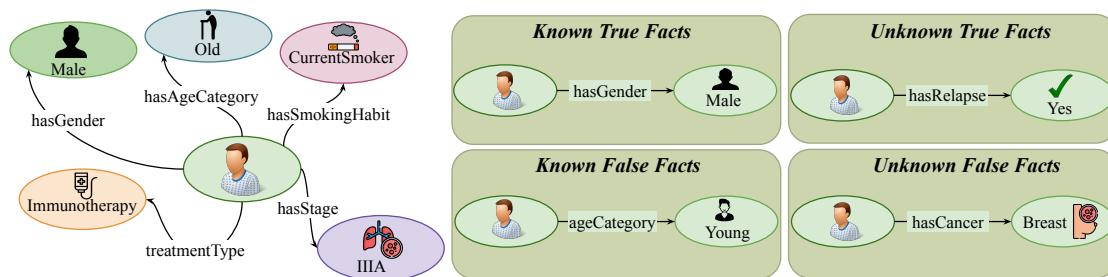 Male
Old
CurrentSmoker
hasAgeCategory
hasGender
hasSmokingHabit
Immunotherapy
hasStage
treatmentType
IIIA
Known True Facts
hasGender
Male
Unknown True Facts
hasRelapse
Yes
Known False Facts
ageCategory
Young
Unknown False Facts
hasCancer
Breast